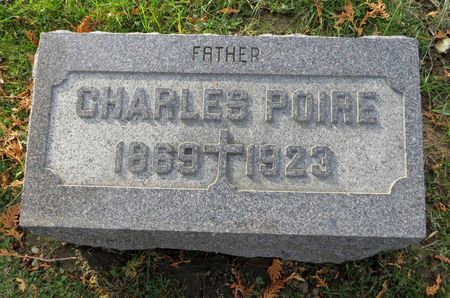 FATHER
CHARLES POIRE
1869 ✝ 1923